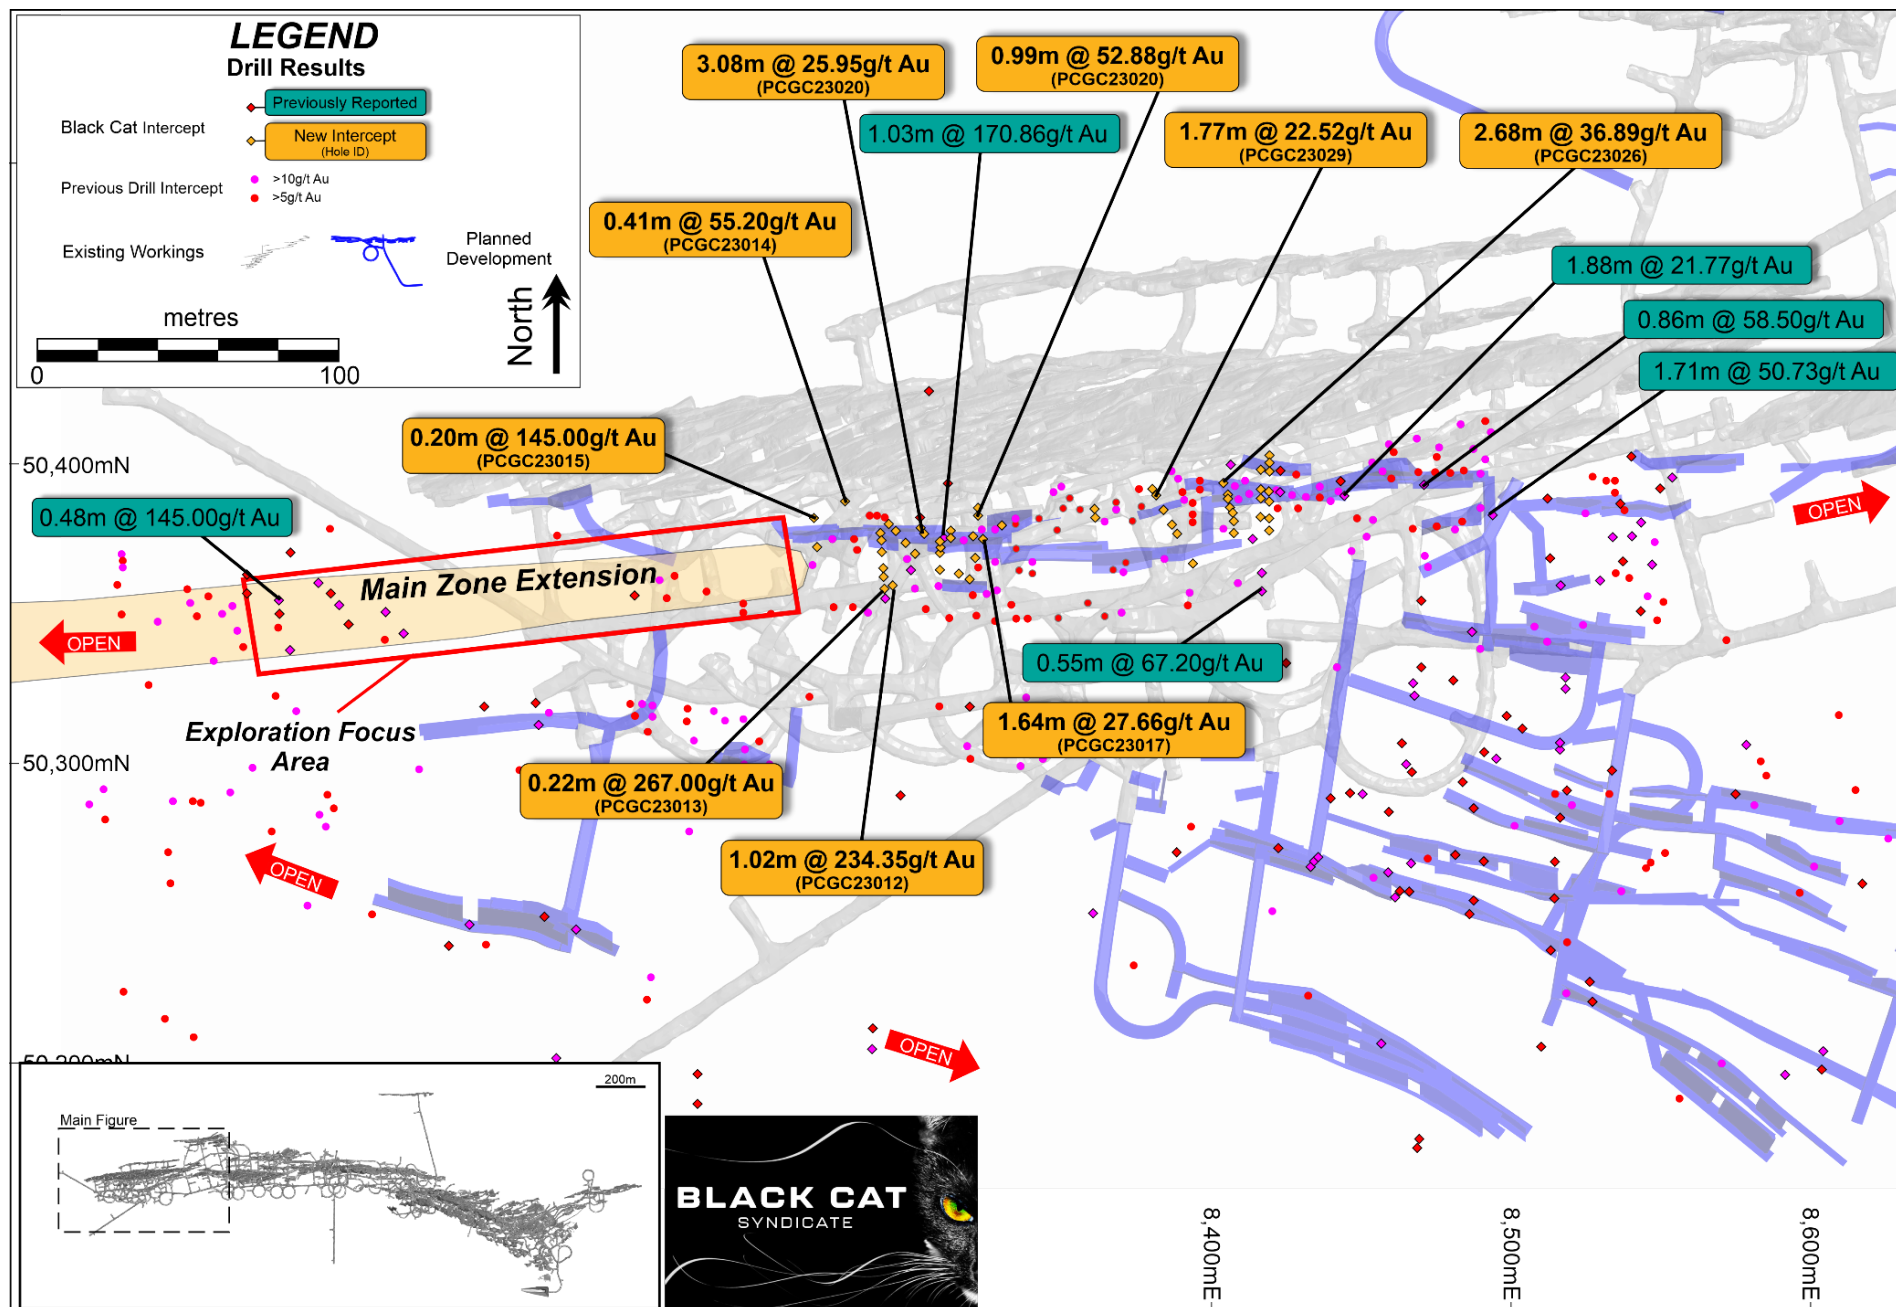 LEGEND
Drill Results
Black Cat Intercept
Previously Reported
New Intercept
(Hole ID)
Previous Drill Intercept
>10g/t Au
>5g/t Au
Existing Workings
Planned
Development
metres
0
100
North
3.08m @ 25.95g/t Au
(PCGC23020)
0.99m @ 52.88g/t Au
(PCGC23020)
1.03m @ 170.86g/t Au
1.77m @ 22.52g/t Au
(PCGC23029)
2.68m @ 36.89g/t Au
(PCGC23026)
0.41m @ 55.20g/t Au
(PCGC23014)
1.88m @ 21.77g/t Au
0.86m @ 58.50g/t Au
1.71m @ 50.73g/t Au
0.20m @ 145.00g/t Au
(PCGC23015)
50,400mN
0.48m @ 145.00g/t Au
OPEN
Main Zone Extension
OPEN
0.55m @ 67.20g/t Au
1.64m @ 27.66g/t Au
(PCGC23017)
Exploration Focus
Area
50,300mN
0.22m @ 267.00g/t Au
(PCGC23013)
1.02m @ 234.35g/t Au
(PCGC23012)
OPEN
OPEN
200m
Main Figure
BLACK CAT
SYNDICATE
8,400mE
8,500mE
8,600mE